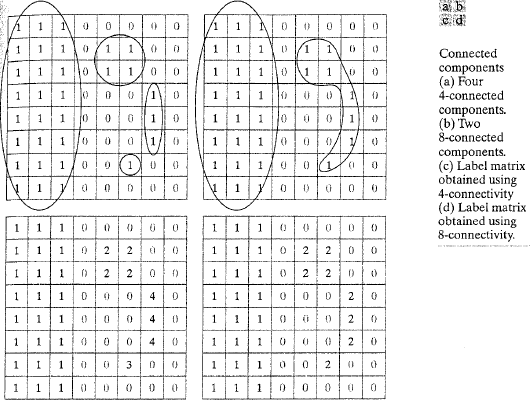 1 1 1 0 0 0 0 0
1 1 1 0 1 1 0 0
1 1 1 0 1 1 0 0
1 1 1 0 0 0 1 0
1 1 1 0 0 0 1 0
1 1 1 0 0 0 1 0
1 1 1 0 0 1 0 0
1 1 1 0 0 0 0 0
1 1 1 0 0 0 0 0
1 1 1 0 1 1 0 0
1 1 1 0 1 1 0 0
1 1 1 0 0 0 1 0
1 1 1 0 0 0 1 0
1 1 1 0 0 0 1 0
1 1 1 0 0 1 0 0
1 1 1 0 0 0 0 0
1 1 1 0 0 0 0 0
1 1 1 0 2 2 0 0
1 1 1 0 2 2 0 0
1 1 1 0 0 0 4 0
1 1 1 0 0 0 4 0
1 1 1 0 0 0 4 0
1 1 1 0 0 3 0 0
1 1 1 0 0 0 0 0
1 1 1 0 0 0 0 0
1 1 1 0 2 2 0 0
1 1 1 0 2 2 0 0
1 1 1 0 0 0 2 0
1 1 1 0 0 0 2 0
1 1 1 0 0 0 2 0
1 1 1 0 0 2 0 0
1 1 1 0 0 0 0 0
a b
c d
Connected
components
(a) Four
4-connected
components.
(b) Two
8-connected
components.
(c) Label matrix
obtained using
4-connectivity
(d) Label matrix
obtained using
8-connectivity.